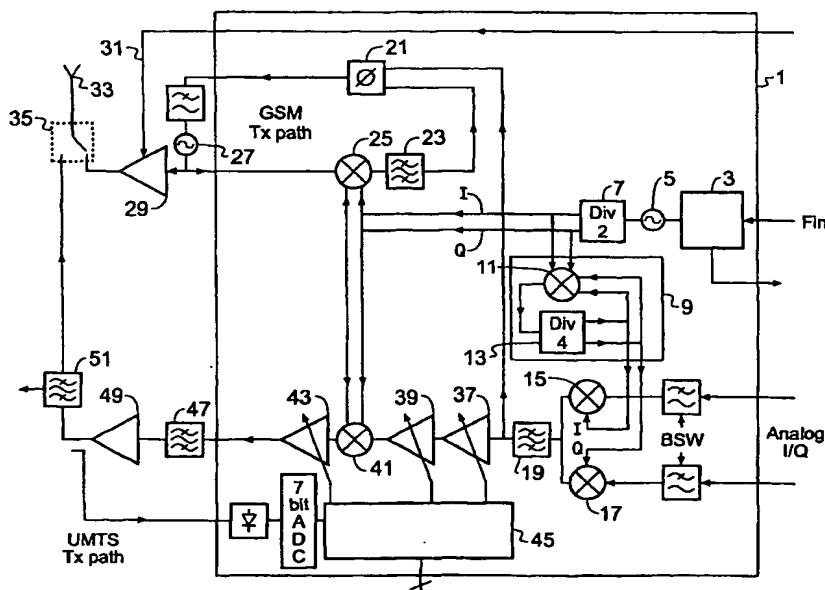 31
21
1
33
GSM
Tx path
35
Ø
27
25
23
29
I
Q
7
Div
2
5
3
Fin
11
9
Div
4
13
51
49
47
43
39
37
15
I
Q
BSW
Analog
I/Q
41
19
17
7
bit
A
D
C
45
UMTS
Tx path